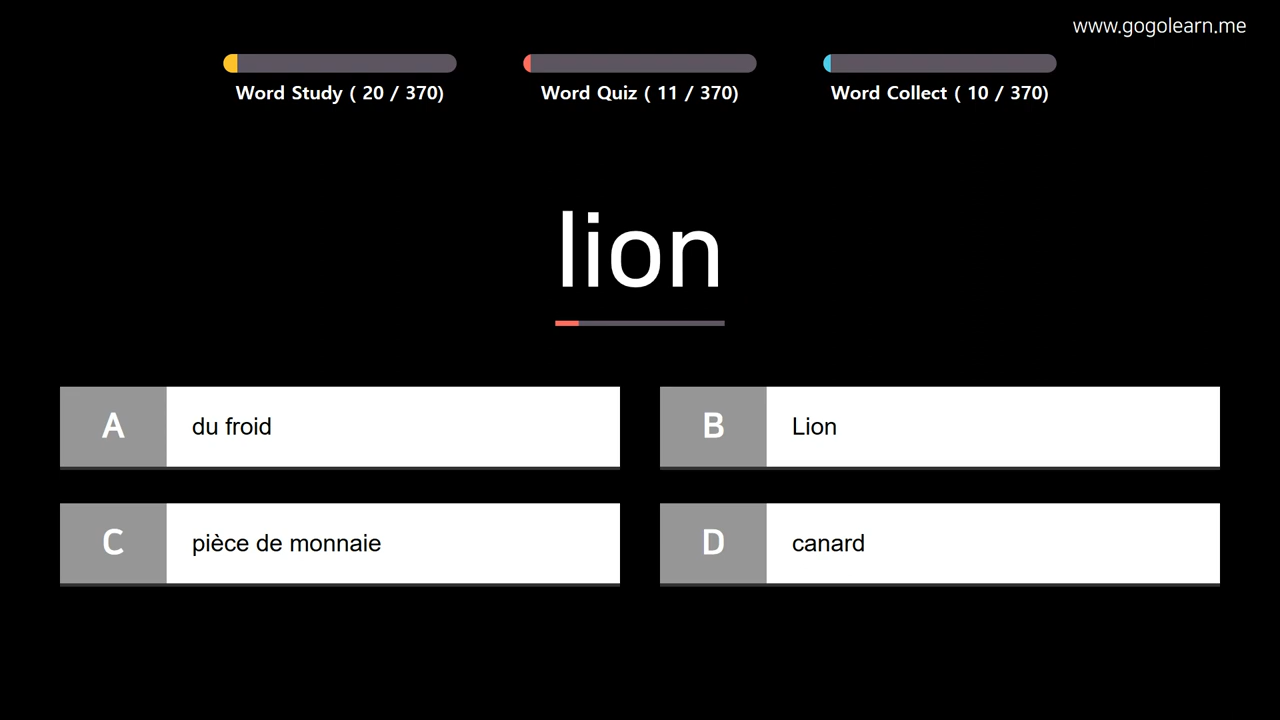 www.gogolearn.me
Word Study ( 20 / 370)
Word Quiz ( 11 / 370)
Word Collect ( 10 / 370)
lion
A
du froid
B
Lion
C
pièce de monnaie
D
canard